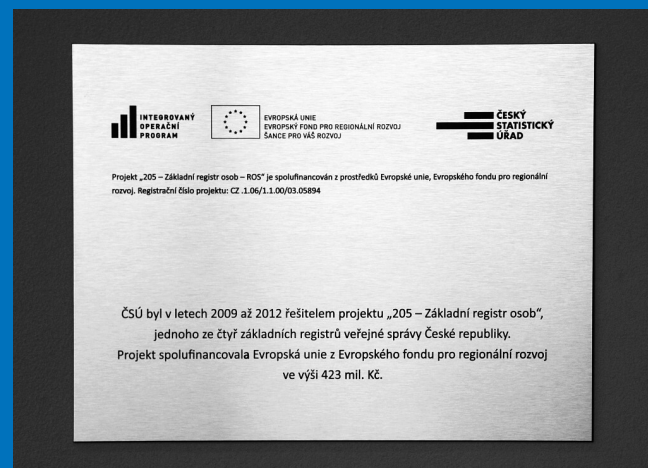 INTEGROVANÝ
OPERAČNÍ
PROGRAM
EVROPSKÁ UNIE
EVROPSKÝ FOND PRO REGIONÁLNÍ ROZVOJ
ŠANCE PRO VÁŠ ROZVOJ
ČESKÝ
STATISTICKÝ
ÚŘAD
Projekt „205 – Základní registr osob – ROS“ je spolufinancován z prostředků Evropské unie, Evropského fondu pro regionální
rozvoj. Registrační číslo projektu: CZ .1.06/1.1.00/03.05894
ČSÚ byl v letech 2009 až 2012 řešitelem projektu „205 – Základní registr osob“,
jednoho ze čtyř základních registrů veřejné správy České republiky.
Projekt spolufinancovala Evropská unie z Evropského fondu pro regionální rozvoj
ve výši 423 mil. Kč.